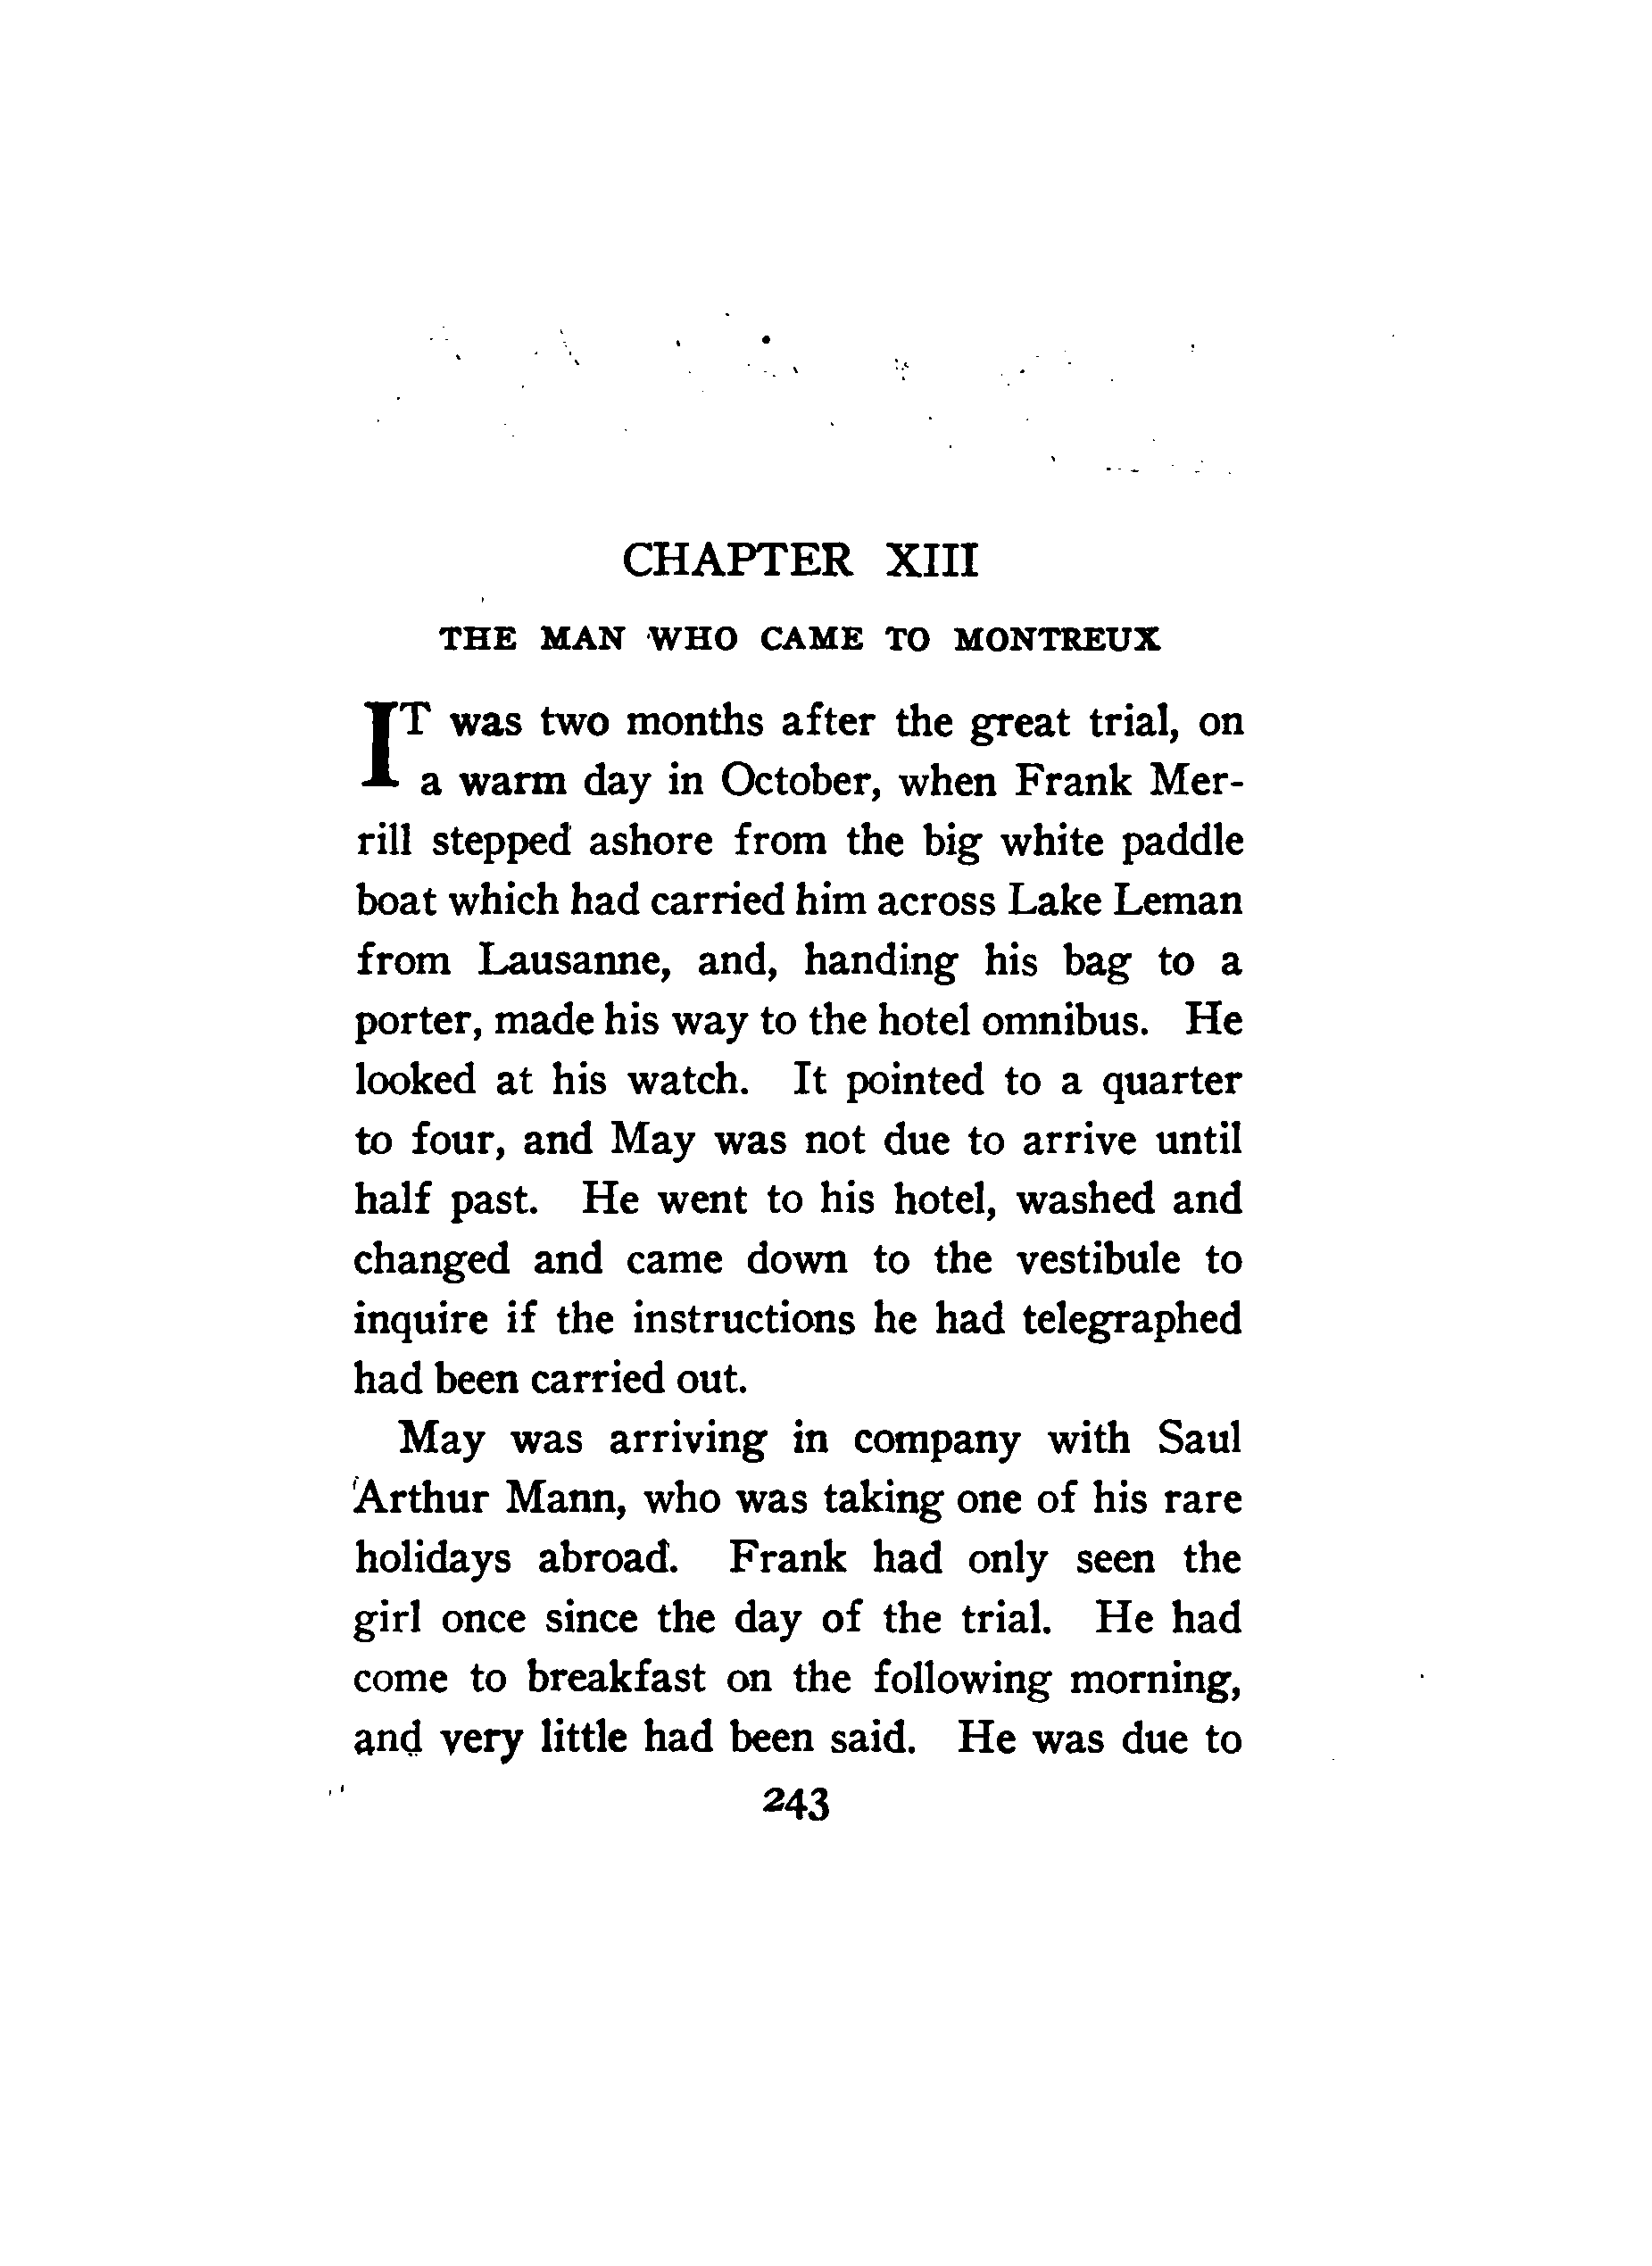 CHAPTER XIII
THE MAN WHO CAME TO MONTREUX
IT was two months after the great trial, on
a warm day in October, when Frank Mer-
rill stepped ashore from the big white paddle
boat which had carried him across Lake Leman
from Lausanne, and, handing his bag to a
porter, made his way to the hotel omnibus. He
looked at his watch. It pointed to a quarter
to four, and May was not due to arrive until
half past. He went to his hotel, washed and
changed and came down to the vestibule to
inquire if the instructions he had telegraphed
had been carried out.
May was arriving in company with Saul
Arthur Mann, who was taking one of his rare
holidays abroad. Frank had only seen the
girl once since the day of the trial. He had
come to breakfast on the following morning,
and very little had been said. He was due to
243